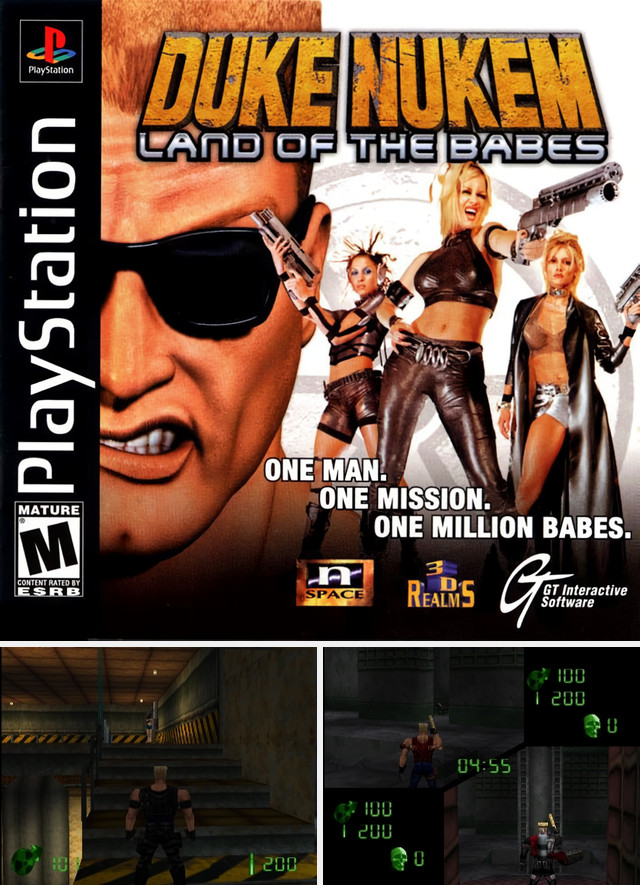 PlayStation
DUKE NUKEM
LAND OF THE BABES
PlayStation
ONE MAN.
ONE MISSION.
ONE MILLION BABES.
MATURE
M
CONTENT RATED BY
ESRB
n
SPACE
3D
REALMS
GT
GT Interactive
Software
100
200
0
04:55
100
200
0
200